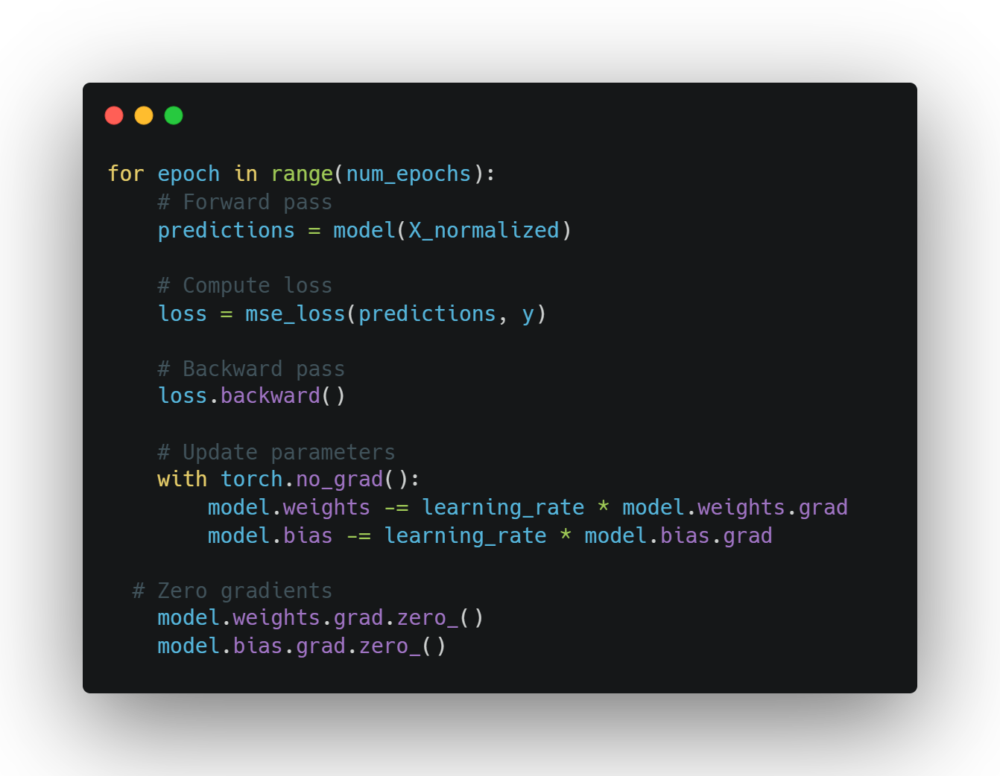 for epoch in range(num_epochs):
    # Forward pass
    predictions = model(X_normalized)

    # Compute loss
    loss = mse_loss(predictions, y)

    # Backward pass
    loss.backward()

    # Update parameters
    with torch.no_grad():
        model.weights -= learning_rate * model.weights.grad
        model.bias -= learning_rate * model.bias.grad

  # Zero gradients
    model.weights.grad.zero_()
    model.bias.grad.zero_()